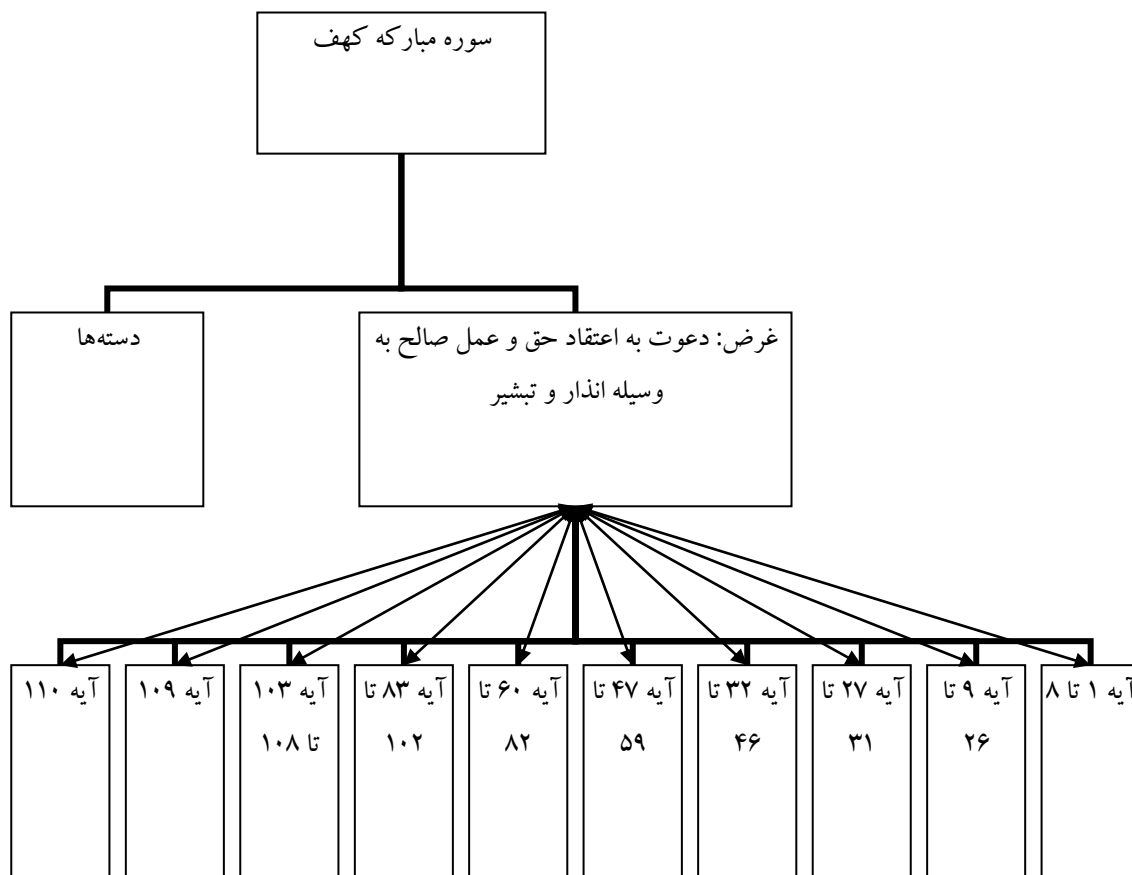 سوره مبارکه کهف
غرض: دعوت به اعتقاد حق و عمل صالح به
وسیله انذار و تبشیر
دسته‌ها
آیه ۱ تا ۸
آیه ۹ تا
۲۶
آیه ۲۷ تا
۳۱
آیه ۳۲ تا
۴۶
آیه ۴۷ تا
۵۹
آیه ۶۰ تا
۸۲
آیه ۸۳ تا
۱۰۲
آیه ۱۰۳
تا ۱۰۸
آیه ۱۰۹
آیه ۱۱۰